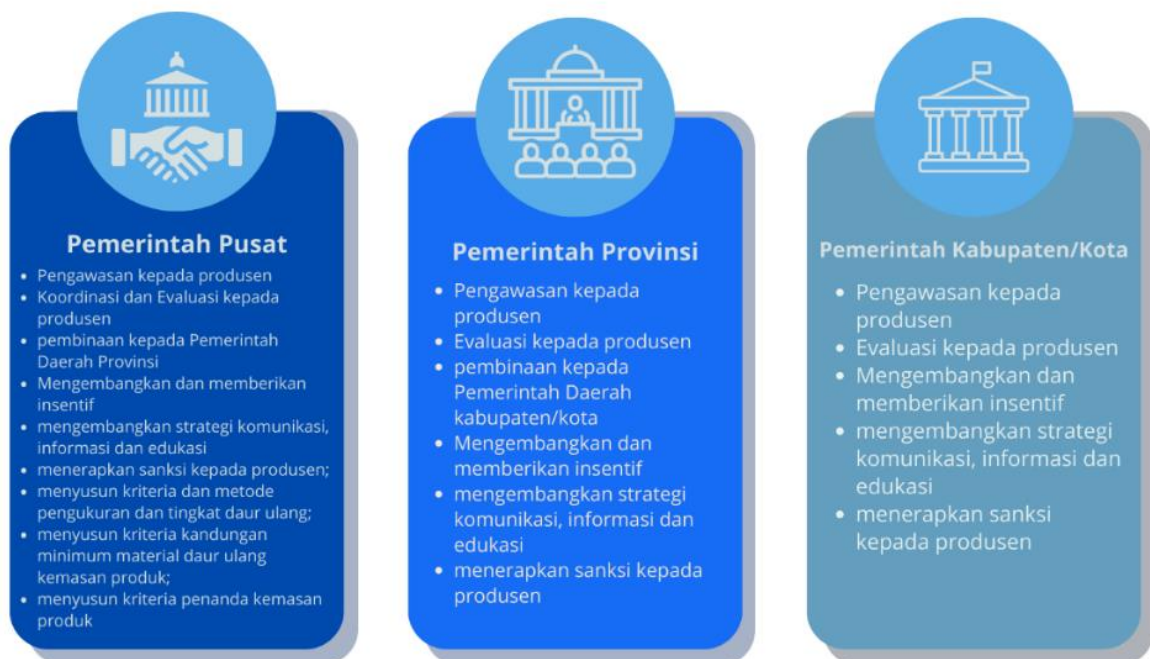 Pemerintah Pusat
• Pengawasan kepada produsen
• Koordinasi dan Evaluasi kepada
produsen
• pembinaan kepada Pemerintah
Daerah Provinsi
• Mengembangkan dan memberikan
insentif
• mengembangkan strategi komunikasi,
informasi dan edukasi
• menerapkan sanksi kepada produsen;
• menyusun kriteria dan metode
pengukuran dan tingkat daur ulang;
• menyusun kriteria kandungan
minimum material daur ulang
kemasan produk;
• menyusun kriteria penanda kemasan
produk
Pemerintah Provinsi
• Pengawasan kepada
produsen
• Evaluasi kepada produsen
• pembinaan kepada
Pemerintah Daerah
kabupaten/kota
• Mengembangkan dan
memberikan insentif
• mengembangkan strategi
komunikasi, informasi dan
edukasi
• menerapkan sanksi kepada
produsen
Pemerintah Kabupaten/Kota
• Pengawasan kepada
produsen
• Evaluasi kepada produsen
• Mengembangkan dan
memberikan insentif
• mengembangkan strategi
komunikasi, informasi dan
edukasi
• menerapkan sanksi
kepada produsen